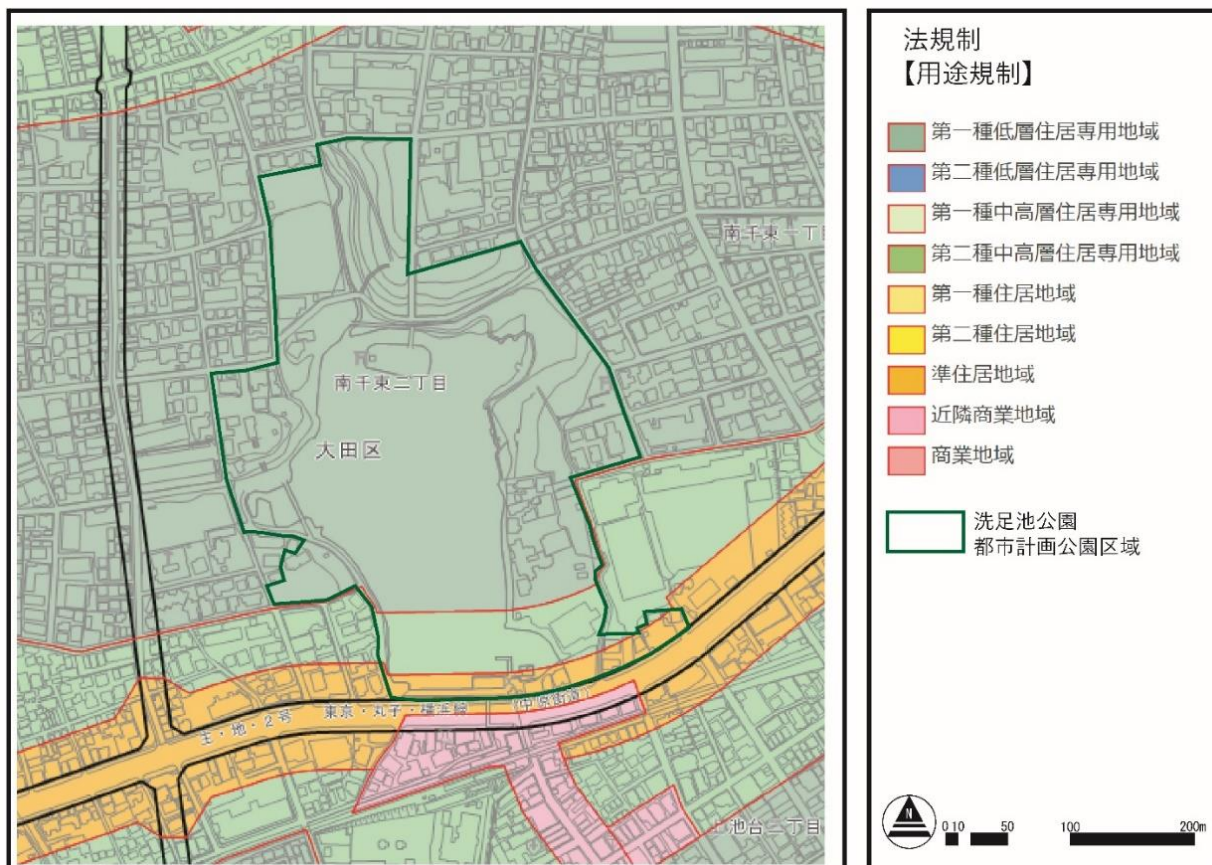 南千束一丁目
南千束二丁目
大田区
主・地・2号
東京・丸子・横浜線
(中原街道)
上池台二丁目
法規制
【用途規制】
第一種低層住居専用地域
第二種低層住居専用地域
第一種中高層住居専用地域
第二種中高層住居専用地域
第一種住居地域
第二種住居地域
準住居地域
近隣商業地域
商業地域
洗足池公園
都市計画公園区域
N
0 10 50 100 200m